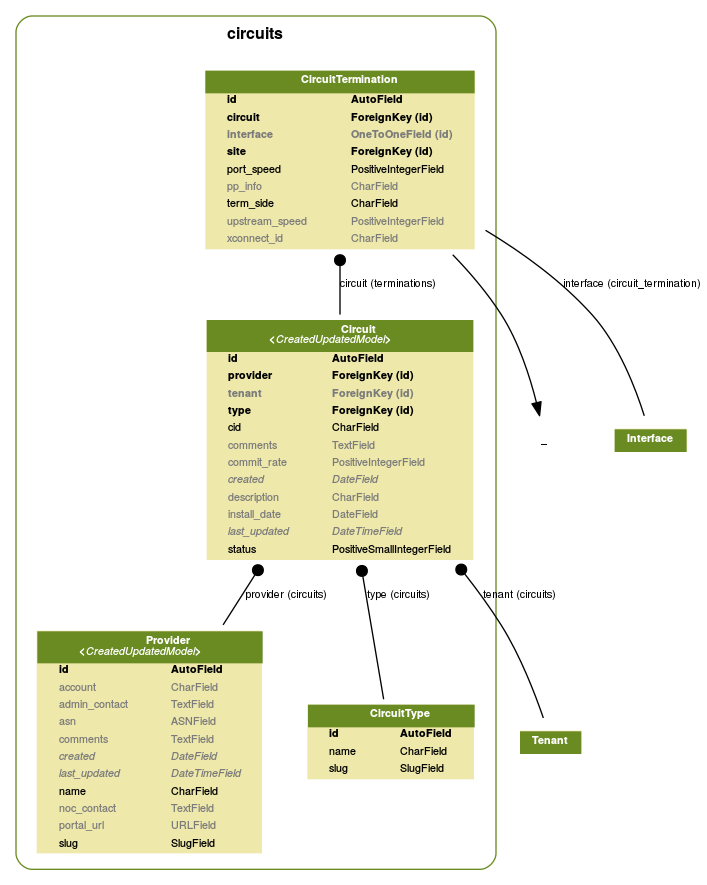 circuits
CircuitTermination
id AutoField
circuit ForeignKey (id)
interface OneToOneField (id)
site ForeignKey (id)
port_speed PositiveIntegerField
pp_info CharField
term_side CharField
upstream_speed PositiveIntegerField
xconnect_id CharField
circuit (terminations)
interface (circuit_termination)
Circuit
<CreatedUpdatedModel>
id AutoField
provider ForeignKey (id)
tenant ForeignKey (id)
type ForeignKey (id)
cid CharField
comments TextField
commit_rate PositiveIntegerField
created DateField
description CharField
install_date DateField
last_updated DateTimeField
status PositiveSmallIntegerField
_
Interface
provider (circuits)
type (circuits)
tenant (circuits)
Provider
<CreatedUpdatedModel>
id AutoField
account CharField
admin_contact TextField
asn ASNField
comments TextField
created DateField
last_updated DateTimeField
name CharField
noc_contact TextField
portal_url URLField
slug SlugField
CircuitType
id AutoField
name CharField
slug SlugField
Tenant